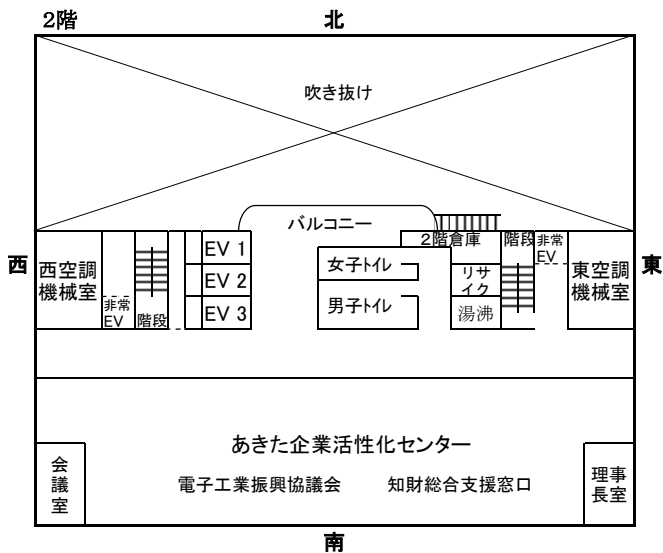 2階
北
吹き抜け
バルコニー
2階倉庫
階段
非常
EV
西
西空調
機械室
非常
EV
階段
EV 1
EV 2
EV 3
女子トイレ
男子トイレ
リサ
イク
湯沸
東空調
機械室
東
あきた企業活性化センター
電子工業振興協議会
知財総合支援窓口
会
議
室
理事
長室
南